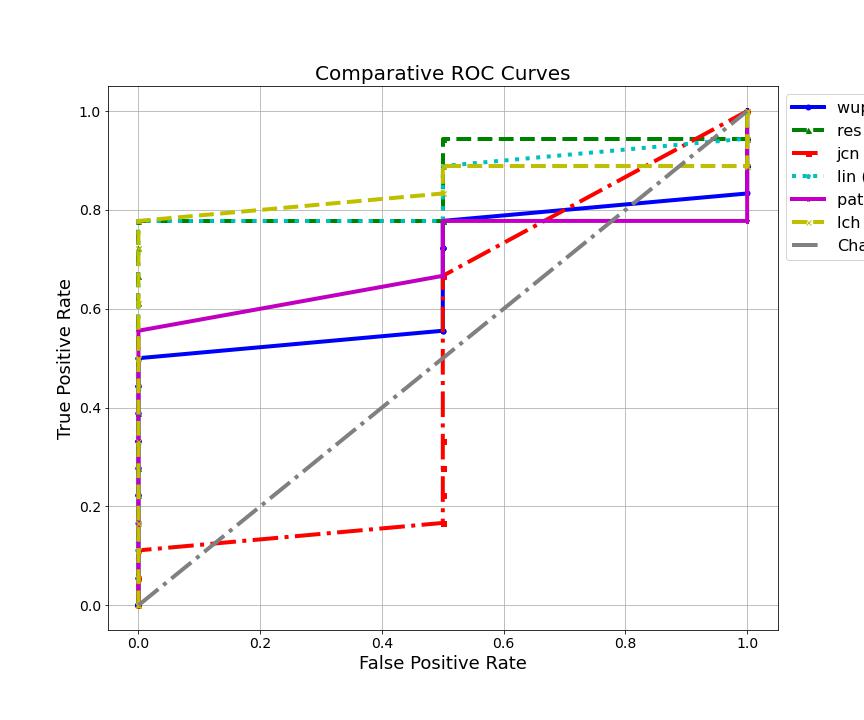 Comparative ROC Curves
True Positive Rate
1.0
0.8
0.6
0.4
0.2
0.0
0.0 0.2 0.4 0.6 0.8 1.0
False Positive Rate
wup
res
jcn
lin (
pat
lch
Cha